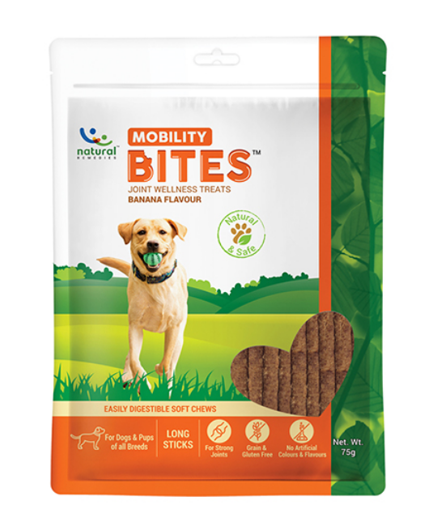 natural™
REMEDIES
MOBILITY
BITES™
JOINT WELLNESS TREATS
BANANA FLAVOUR
Natural
& Safe
EASILY DIGESTIBLE SOFT CHEWS
For Dogs & Pups
of all Breeds
LONG
STICKS
For Strong
Joints
Grain &
Gluten Free
No Artificial
Colours & Flavours
Net. Wt.
75g